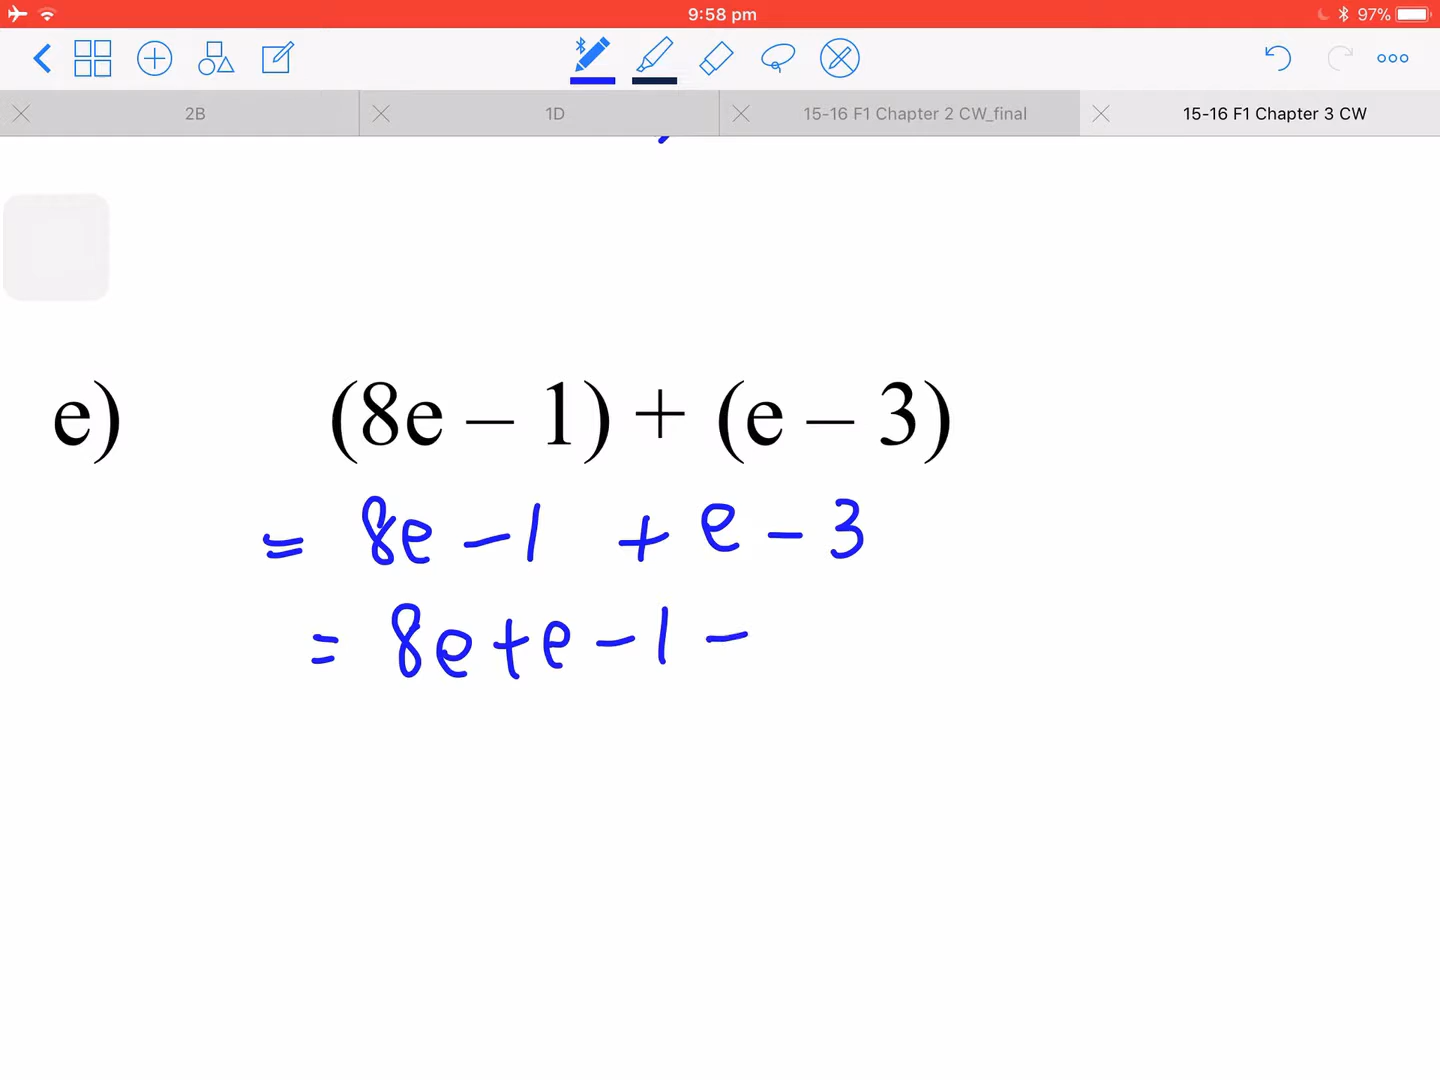 9:58 pm
97%
2B
1D
15-16 F1 Chapter 2 CW_final
15-16 F1 Chapter 3 CW
e) (8e – 1) + (e – 3)
= 8e - 1 + e - 3
= 8e + e - 1 -